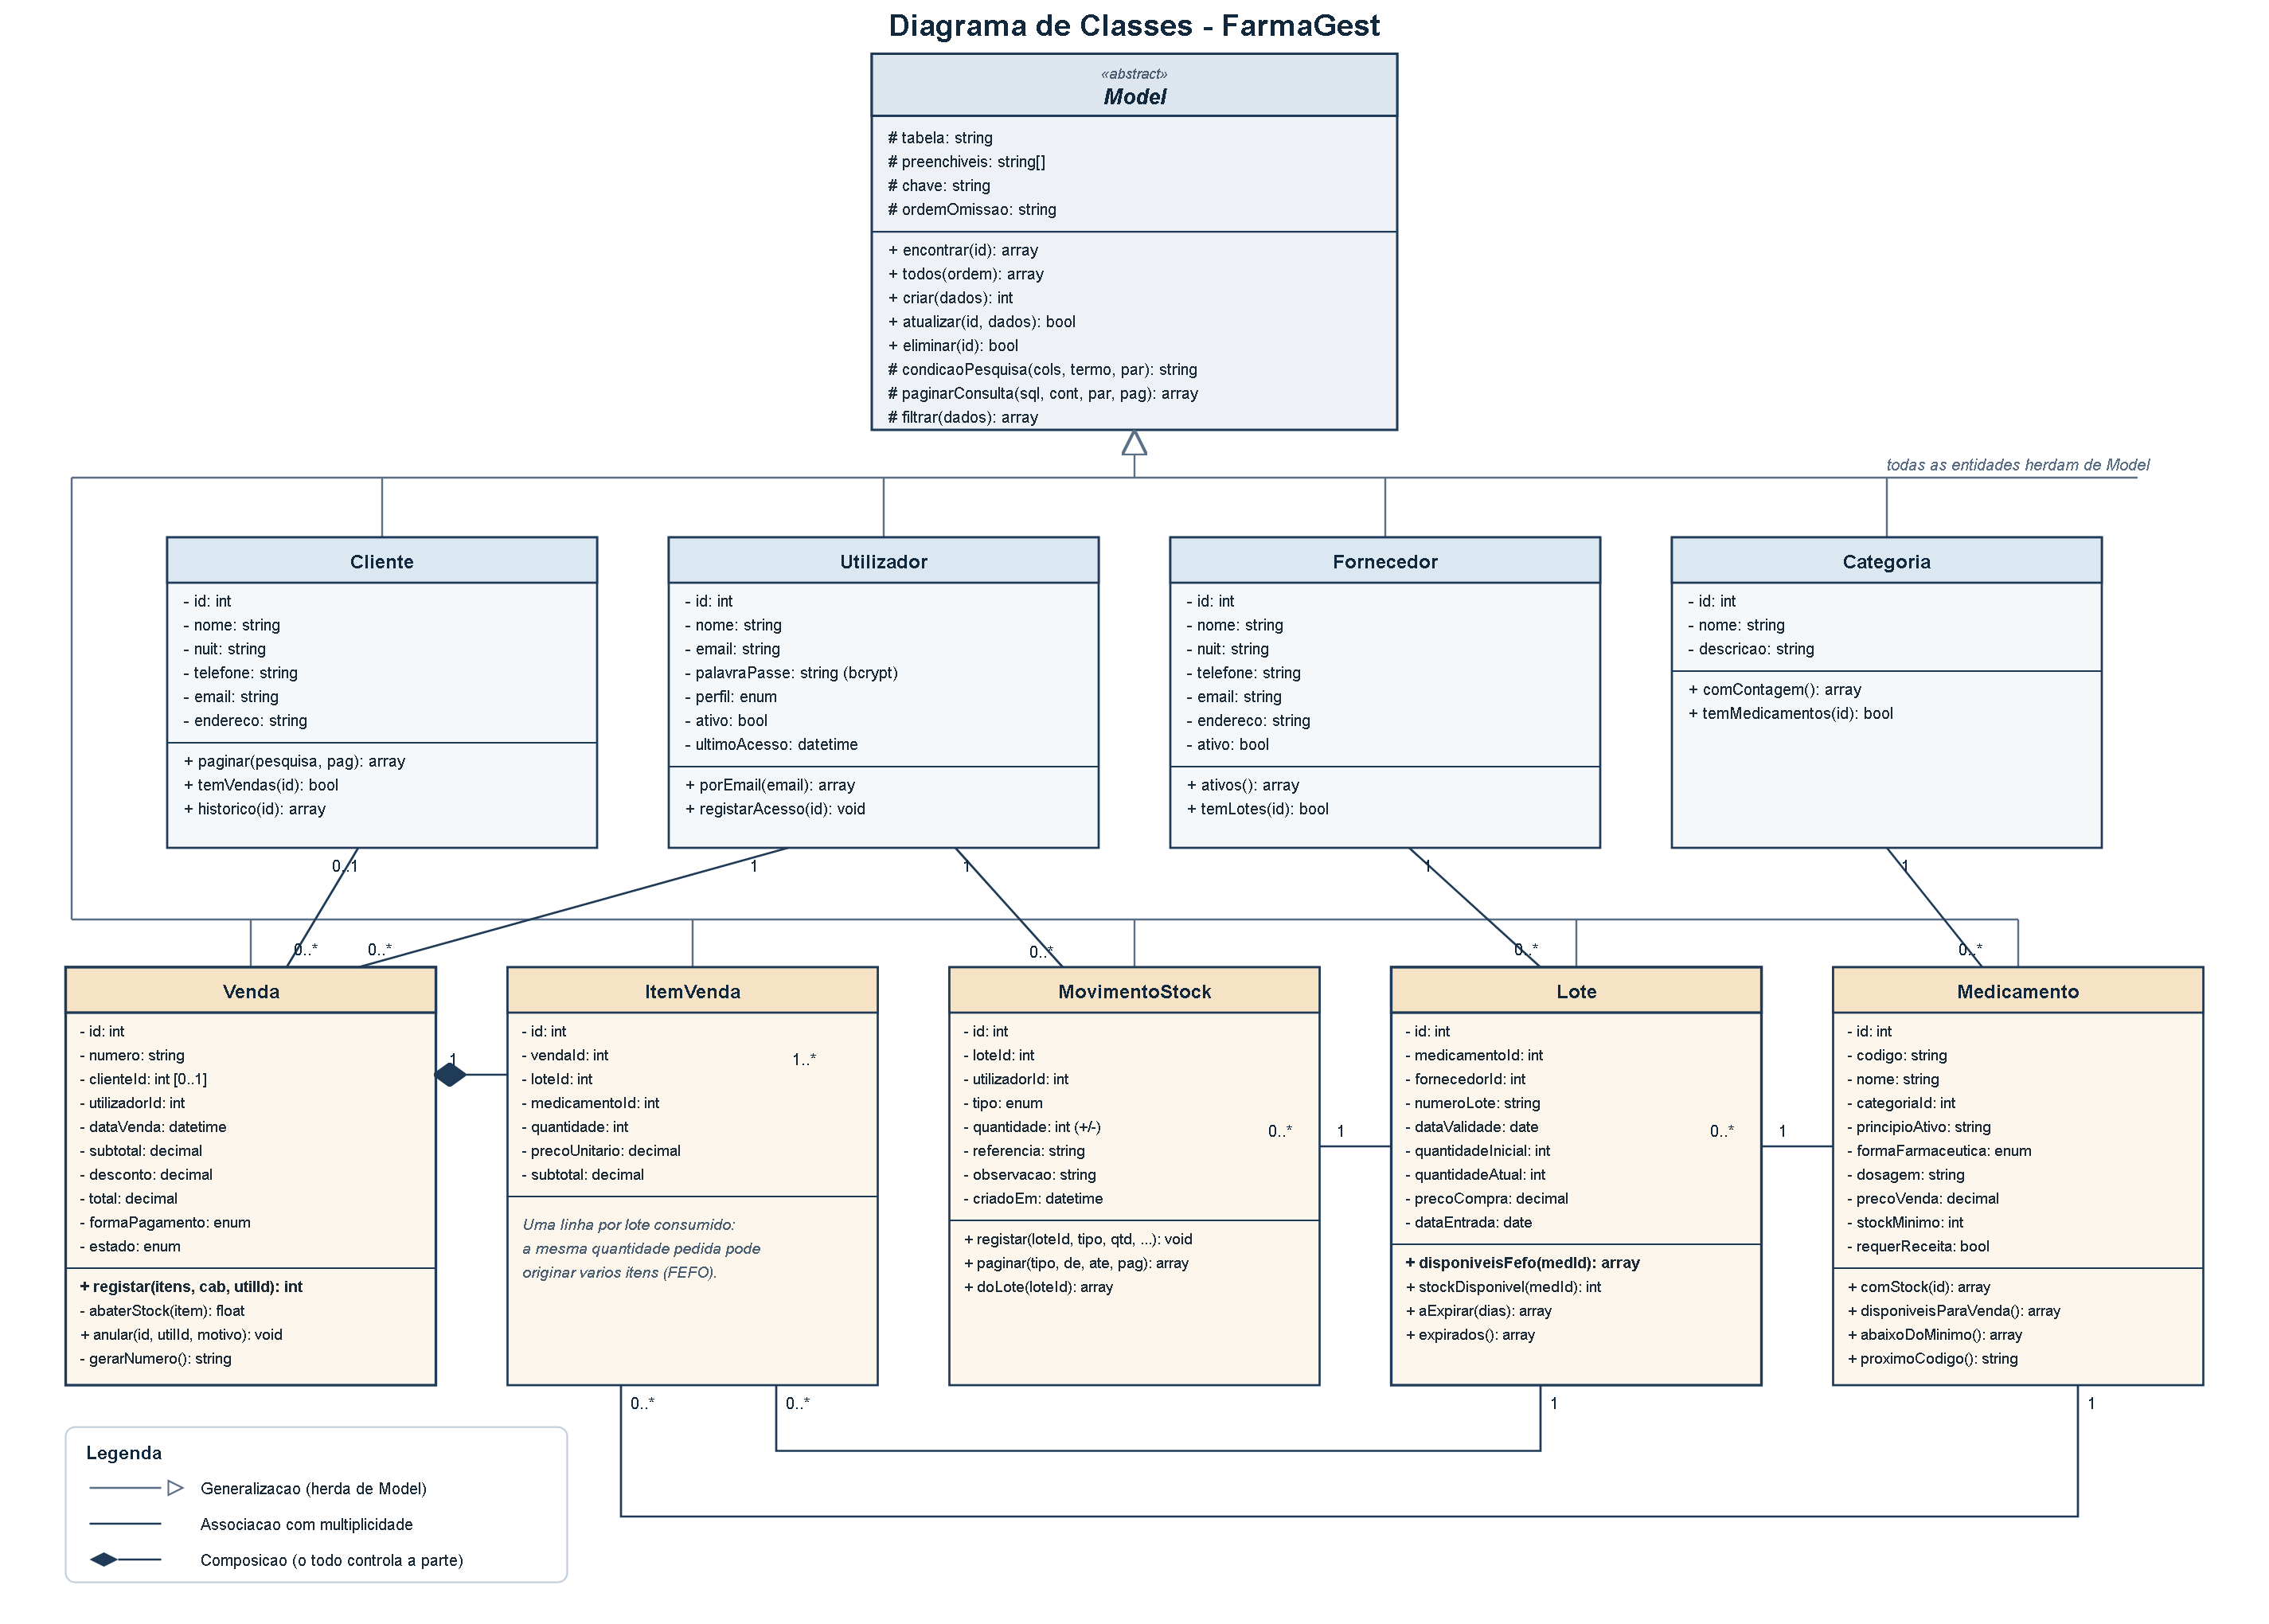 Diagrama de Classes - FarmaGest
«abstract»
Model
# tabela: string
# preenchiveis: string[]
# chave: string
# ordemOmissao: string
+ encontrar(id): array
+ todos(ordem): array
+ criar(dados): int
+ atualizar(id, dados): bool
+ eliminar(id): bool
# condicaoPesquisa(cols, termo, par): string
# paginarConsulta(sql, cont, par, pag): array
# filtrar(dados): array
todas as entidades herdam de Model
Cliente
- id: int
- nome: string
- nuit: string
- telefone: string
- email: string
- endereco: string
+ paginar(pesquisa, pag): array
+ temVendas(id): bool
+ historico(id): array
Utilizador
- id: int
- nome: string
- email: string
- palavraPasse: string (bcrypt)
- perfil: enum
- ativo: bool
- ultimoAcesso: datetime
+ porEmail(email): array
+ registarAcesso(id): void
Fornecedor
- id: int
- nome: string
- nuit: string
- telefone: string
- email: string
- endereco: string
- ativo: bool
+ ativos(): array
+ temLotes(id): bool
Categoria
- id: int
- nome: string
- descricao: string
+ comContagem(): array
+ temMedicamentos(id): bool
0..1
1
1
1
1
0..*
0..*
0..*
0..*
0..*
Venda
- id: int
- numero: string
- clienteId: int [0..1]
- utilizadorId: int
- dataVenda: datetime
- subtotal: decimal
- desconto: decimal
- total: decimal
- formaPagamento: enum
- estado: enum
+ registar(itens, cab, utilId): int
- abaterStock(item): float
+ anular(id, utilId, motivo): void
- gerarNumero(): string
1
ItemVenda
- id: int
- vendaId: int
- loteId: int
- medicamentoId: int
- quantidade: int
- precoUnitario: decimal
- subtotal: decimal
1..*
Uma linha por lote consumido:
a mesma quantidade pedida pode
originar varios itens (FEFO).
MovimentoStock
- id: int
- loteId: int
- utilizadorId: int
- tipo: enum
- quantidade: int (+/-)
- referencia: string
- observacao: string
- criadoEm: datetime
0..*
+ registar(loteId, tipo, qtd, ...): void
+ paginar(tipo, de, ate, pag): array
+ doLote(loteId): array
1
Lote
- id: int
- medicamentoId: int
- fornecedorId: int
- numeroLote: string
- dataValidade: date
- quantidadeInicial: int
- quantidadeAtual: int
- precoCompra: decimal
- dataEntrada: date
0..*
+ disponiveisFefo(medId): array
+ stockDisponivel(medId): int
+ aExpirar(dias): array
+ expirados(): array
1
Medicamento
- id: int
- codigo: string
- nome: string
- categoriaId: int
- principioAtivo: string
- formaFarmaceutica: enum
- dosagem: string
- precoVenda: decimal
- stockMinimo: int
- requerReceita: bool
+ comStock(id): array
+ disponiveisParaVenda(): array
+ abaixoDoMinimo(): array
+ proximoCodigo(): string
0..*
0..*
1
1
Legenda
Generalizacao (herda de Model)
Associacao com multiplicidade
Composicao (o todo controla a parte)